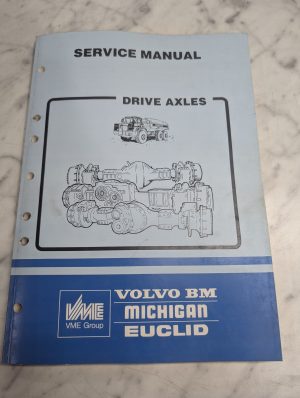 SERVICE MANUAL
DRIVE AXLES
VME
VME Group
VOLVO BM
MICHIGAN
EUCLID